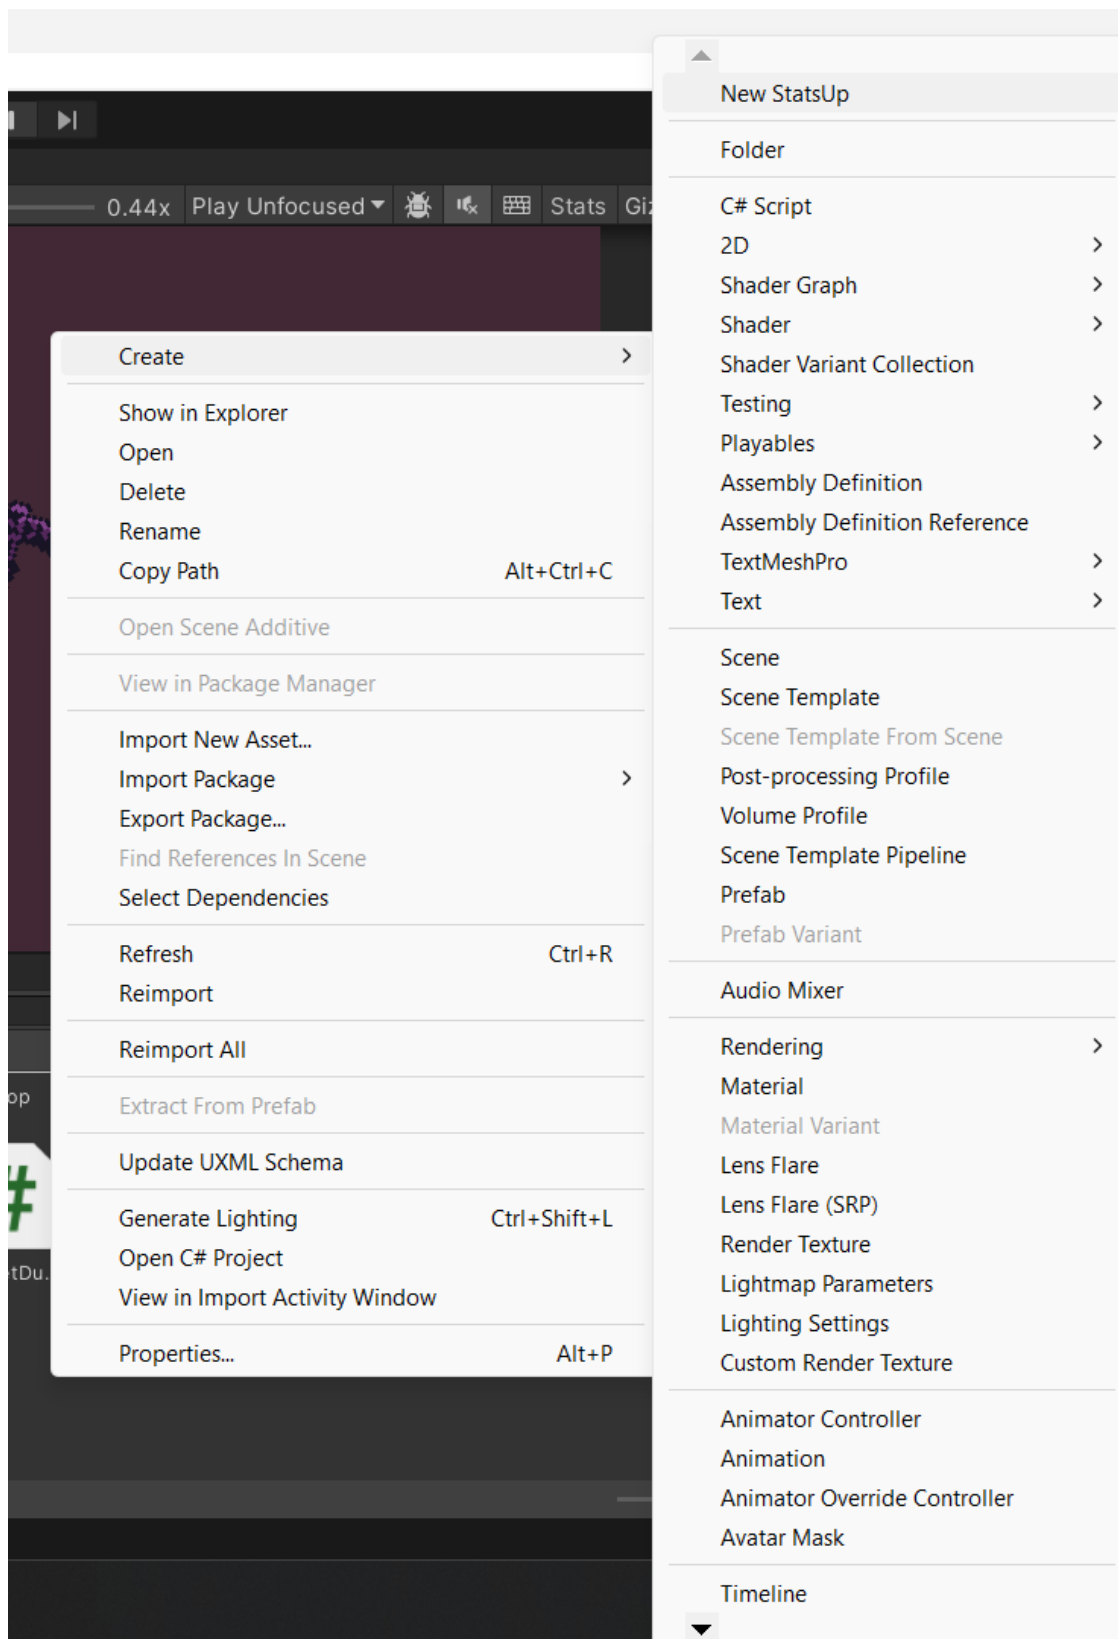 New StatsUp
Folder
0.44x Play Unfocused Stats
C# Script
2D
Shader Graph
Shader
Shader Variant Collection
Testing
Playables
Assembly Definition
Assembly Definition Reference
TextMeshPro
Text
Scene
Scene Template
Scene Template From Scene
Post-processing Profile
Volume Profile
Scene Template Pipeline
Prefab
Prefab Variant
Audio Mixer
Rendering
Material
Material Variant
Lens Flare
Lens Flare (SRP)
Render Texture
Lightmap Parameters
Lighting Settings
Custom Render Texture
Animator Controller
Animation
Animator Override Controller
Avatar Mask
Timeline
Create
Show in Explorer
Open
Delete
Rename
Copy Path Alt+Ctrl+C
Open Scene Additive
View in Package Manager
Import New Asset...
Import Package
Export Package...
Find References In Scene
Select Dependencies
Refresh Ctrl+R
Reimport
Reimport All
Extract From Prefab
Update UXML Schema
Generate Lighting Ctrl+Shift+L
Open C# Project
View in Import Activity Window
Properties... Alt+P